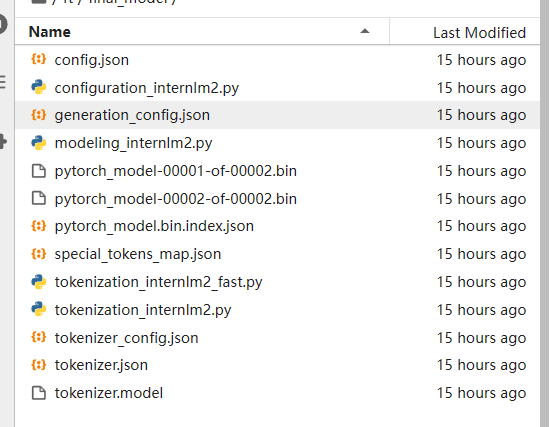 / ft / final_model /
Name Last Modified
config.json 15 hours ago
configuration_internlm2.py 15 hours ago
generation_config.json 15 hours ago
modeling_internlm2.py 15 hours ago
pytorch_model-00001-of-00002.bin 15 hours ago
pytorch_model-00002-of-00002.bin 15 hours ago
pytorch_model.bin.index.json 15 hours ago
special_tokens_map.json 15 hours ago
tokenization_internlm2_fast.py 15 hours ago
tokenization_internlm2.py 15 hours ago
tokenizer_config.json 15 hours ago
tokenizer.json 15 hours ago
tokenizer.model 15 hours ago